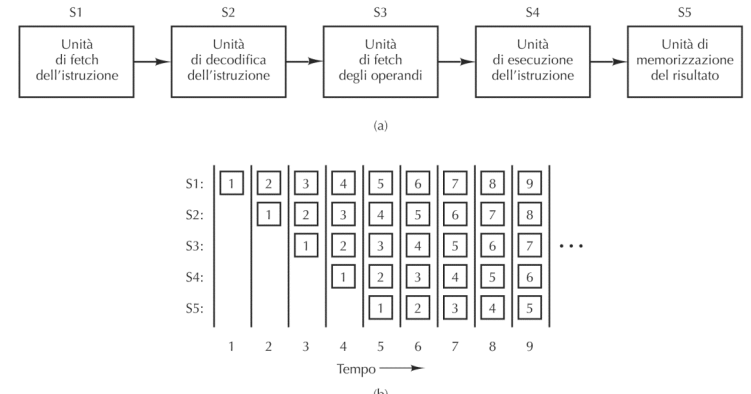 S1 S2 S3 S4 S5
Unità Unità Unità Unità Unità di
di fetch di decodifica di fetch di esecuzione memorizzazione
dell'istruzione dell'istruzione degli operandi dell'istruzione del risultato
(a)
S1: 1 2 3 4 5 6 7 8 9
S2: 1 2 3 4 5 6 7 8
S3: 1 2 3 4 5 6 7 • • •
S4: 1 2 3 4 5 6
S5: 1 2 3 4 5
1 2 3 4 5 6 7 8 9
Tempo
(b)